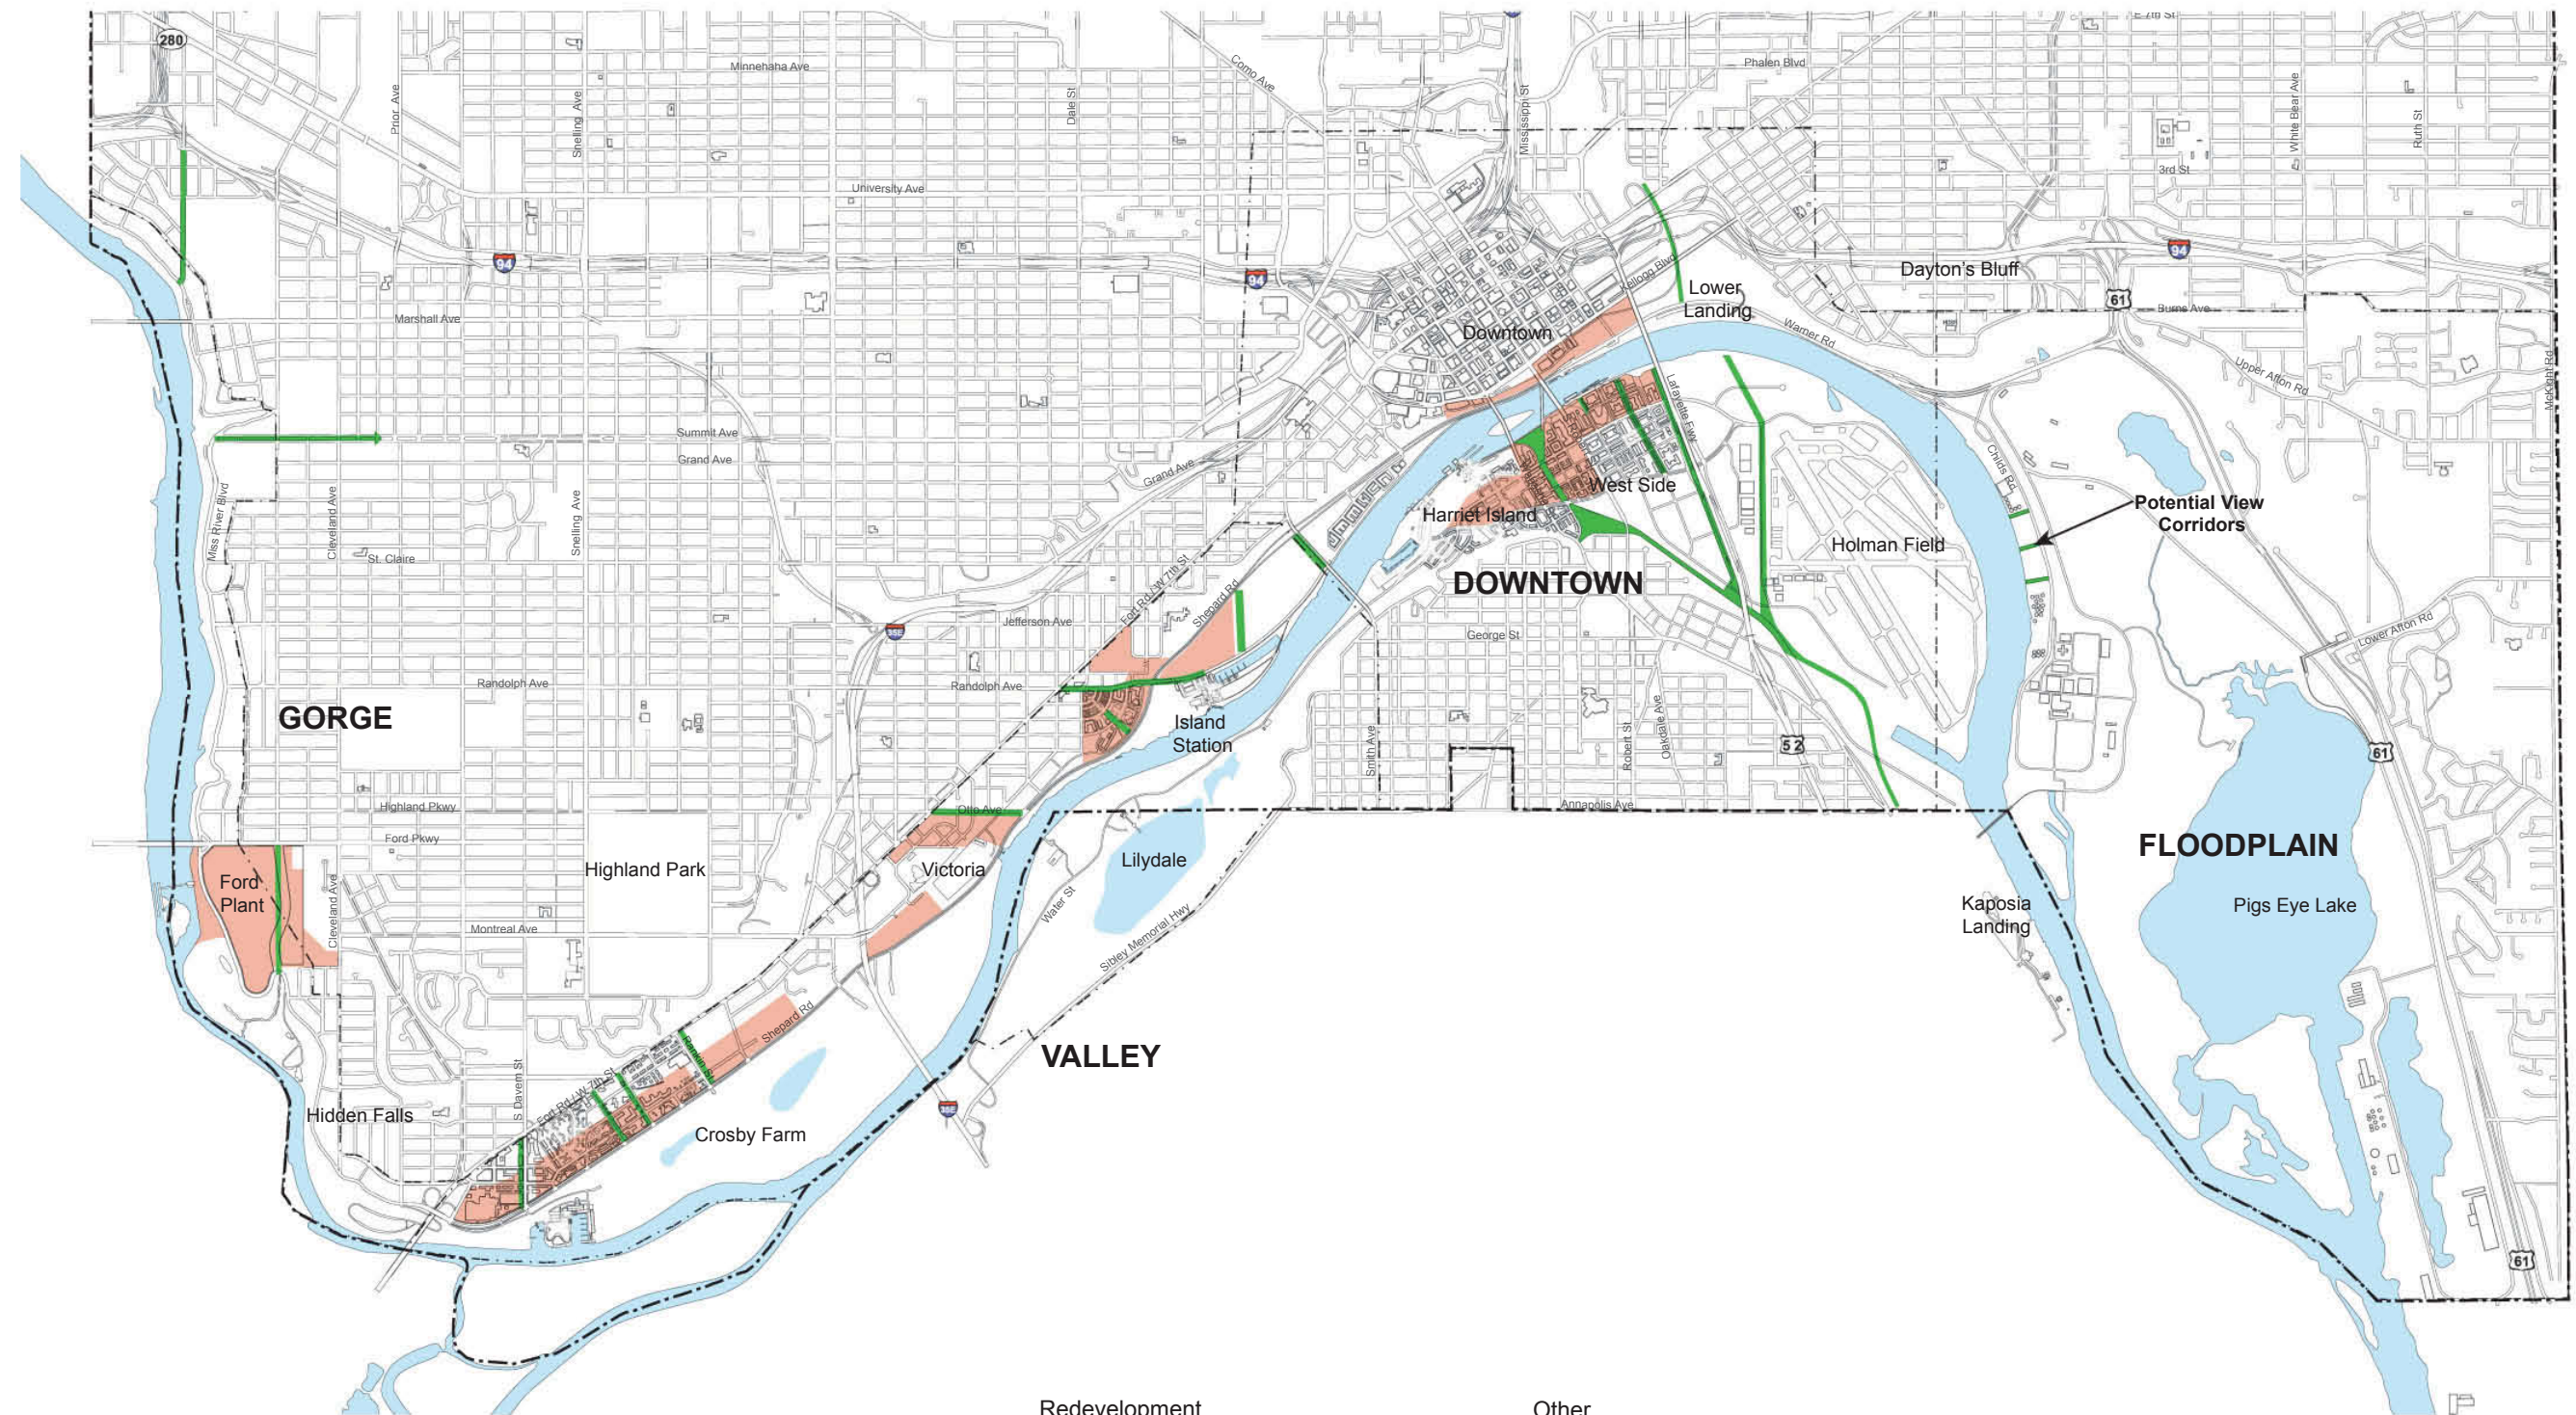 E 7th St
280
Minnehaha Ave
Como Ave
Phalen Blvd
Prior Ave
Snelling Ave
Dale St
Mississippi St
White Bear Ave
Ruth St
3rd St
University Ave
94
94
94
Kellogg Blvd
Dayton's Bluff
Lower
Landing
61
Burns Ave
Marshall Ave
Downtown
Warner Rd
Upper Afton Rd
McKnight Rd
Lafayette Fwy
Summit Ave
Grand Ave
Grand Ave
Childs Rd
West Side
Harriet Island
Potential View
Corridors
Miss River Blvd
Cleveland Ave
Snelling Ave
St. Claire
Holman Field
DOWNTOWN
Fort Rd / W 7th St
Shepard Rd
Jefferson Ave
35E
George St
Lower Afton Rd
Randolph Ave
Randolph Ave
GORGE
Island
Station
Smith Ave
Robert St
Oakdale Ave
52
61
Highland Pkwy
Otto Ave
Annapolis Ave
Ford Pkwy
FLOODPLAIN
Highland Park
Victoria
Lilydale
Ford
Plant
Cleveland Ave
Water St
Kaposia
Landing
Pigs Eye Lake
Montreal Ave
Sibley Memorial Hwy
Shepard Rd
Rankin St
VALLEY
S Davern St
Fort Rd / W 7th St
35E
Hidden Falls
Crosby Farm
61
Redevelopment
Other